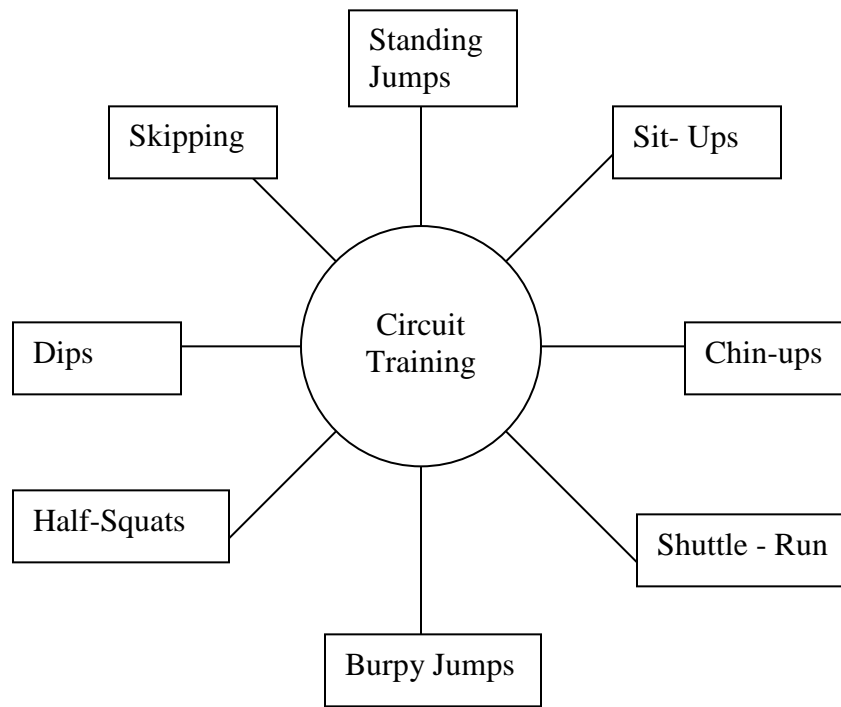 Standing
Jumps
Skipping
Sit- Ups
Circuit
Training
Dips
Chin-ups
Half-Squats
Shuttle - Run
Burpy Jumps